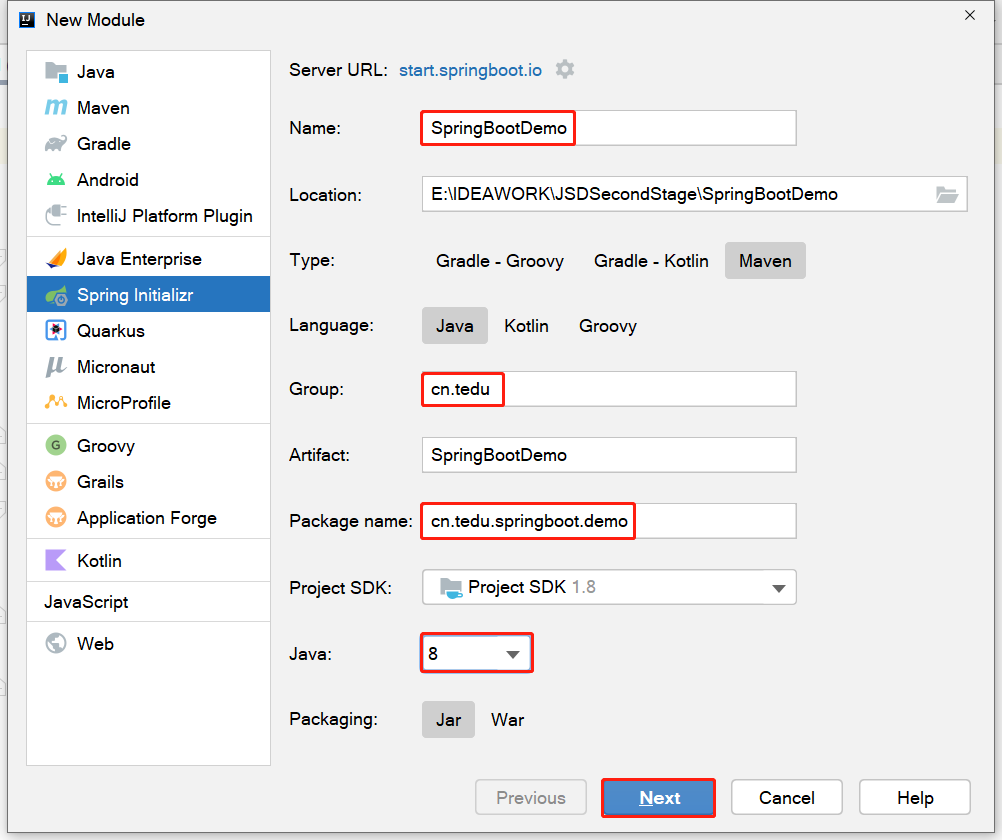 New Module
Java
Maven
Gradle
Android
IntelliJ Platform Plugin
Java Enterprise
Spring Initializr
Quarkus
Micronaut
MicroProfile
Groovy
Grails
Application Forge
Kotlin
JavaScript
Web
Server URL: start.springboot.io
Name: SpringBootDemo
Location: E:\IDEAWORK\JSDSecondStage\SpringBootDemo
Type: Gradle - Groovy Gradle - Kotlin Maven
Language: Java Kotlin Groovy
Group: cn.tedu
Artifact: SpringBootDemo
Package name: cn.tedu.springboot.demo
Project SDK: Project SDK 1.8
Java: 8
Packaging: Jar War
Previous Next Cancel Help